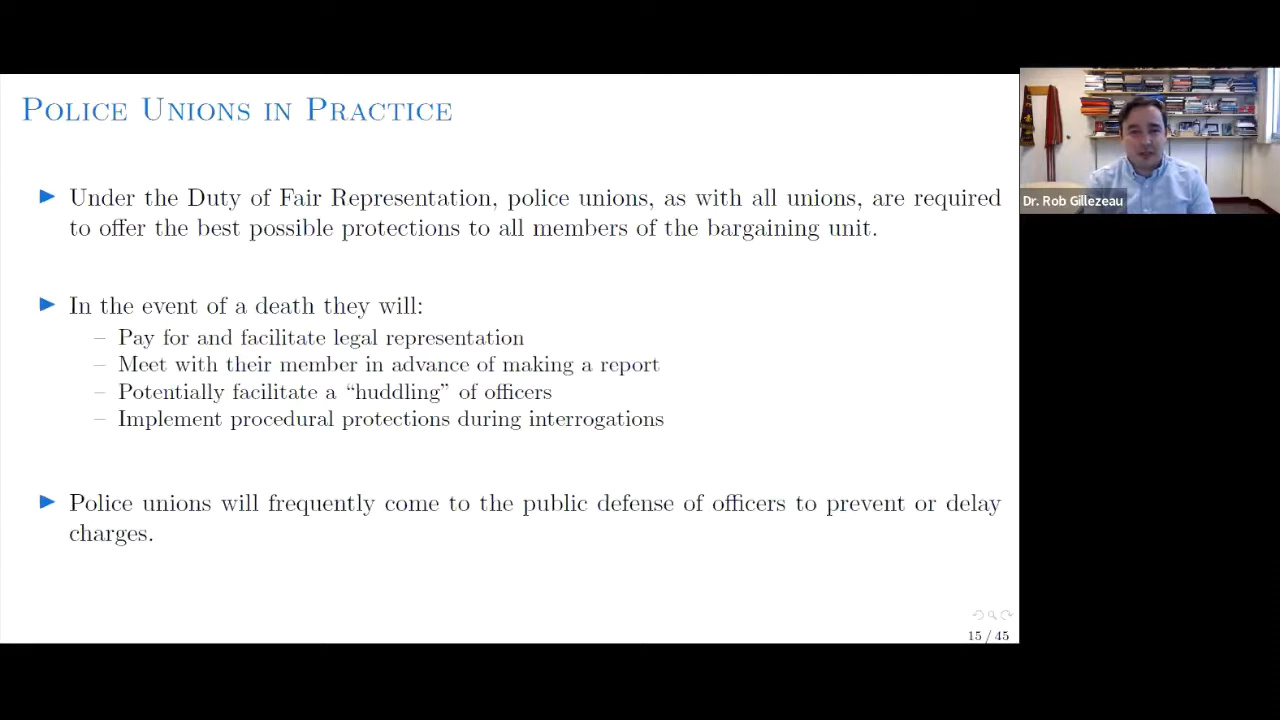 Police Unions in Practice
Under the Duty of Fair Representation, police unions, as with all unions, are required
to offer the best possible protections to all members of the bargaining unit.
In the event of a death they will:
– Pay for and facilitate legal representation
– Meet with their member in advance of making a report
– Potentially facilitate a “huddling” of officers
– Implement procedural protections during interrogations
Police unions will frequently come to the public defense of officers to prevent or delay
charges.
15 / 45
Dr. Rob Gillezeau